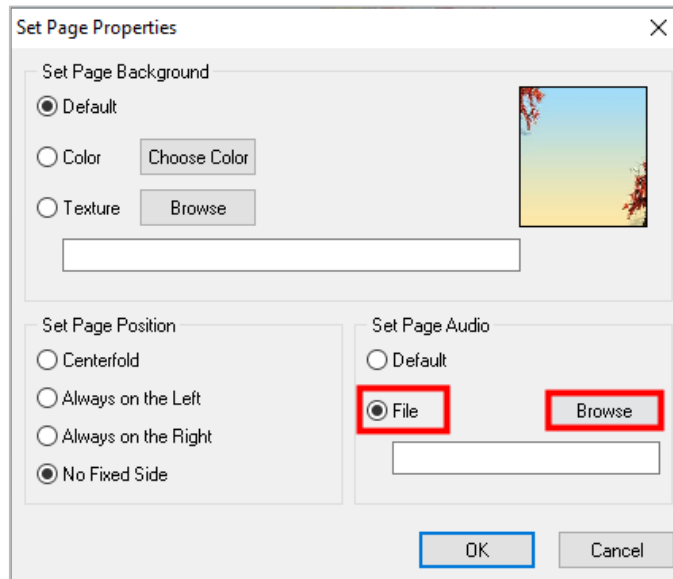 Set Page Properties
Set Page Background
Default
Color
Choose Color
Texture
Browse
Set Page Position
Centerfold
Always on the Left
Always on the Right
No Fixed Side
Set Page Audio
Default
File
Browse
OK
Cancel